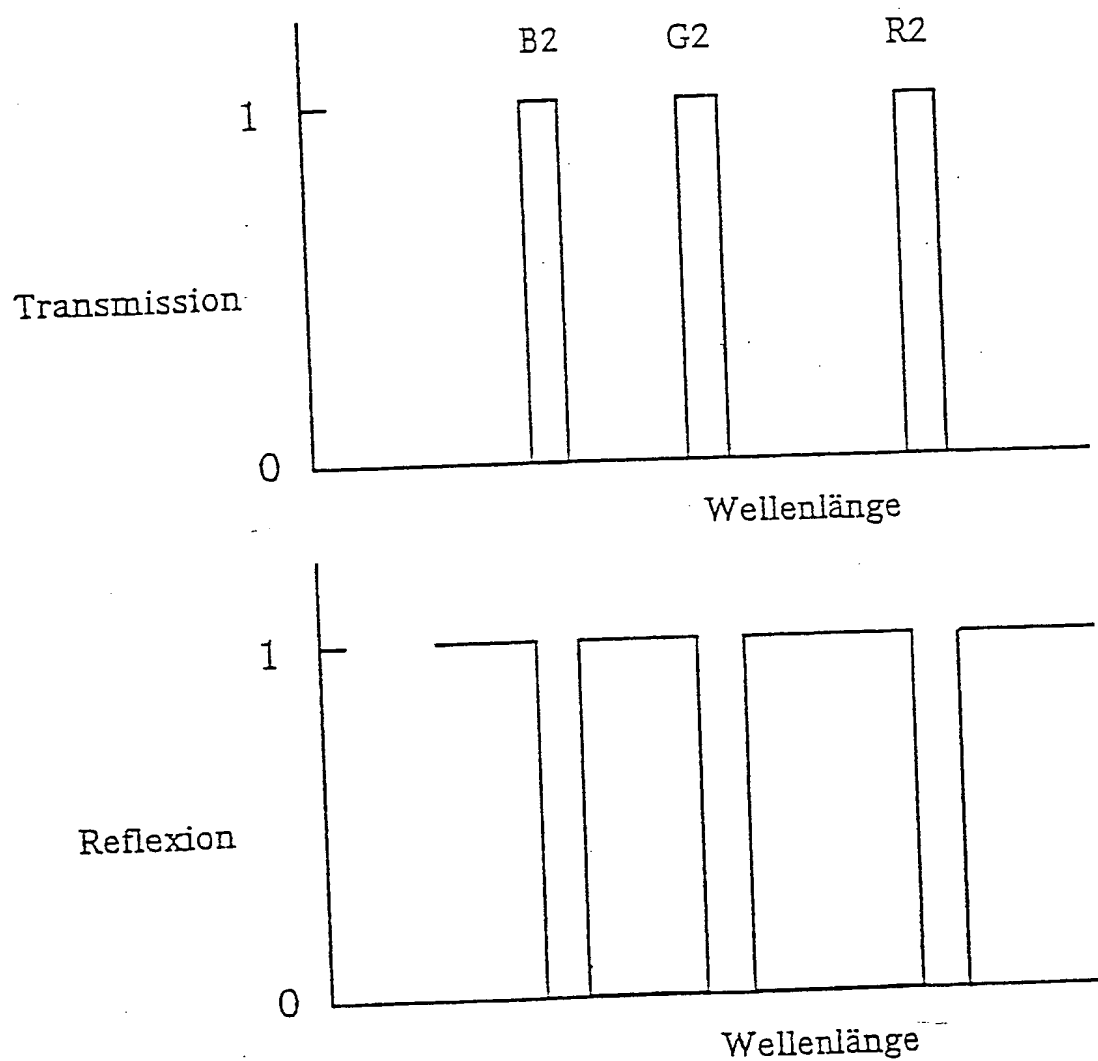 B2 G2 R2
1
Transmission
0
Wellenlänge
1
Reflexion
0
Wellenlänge